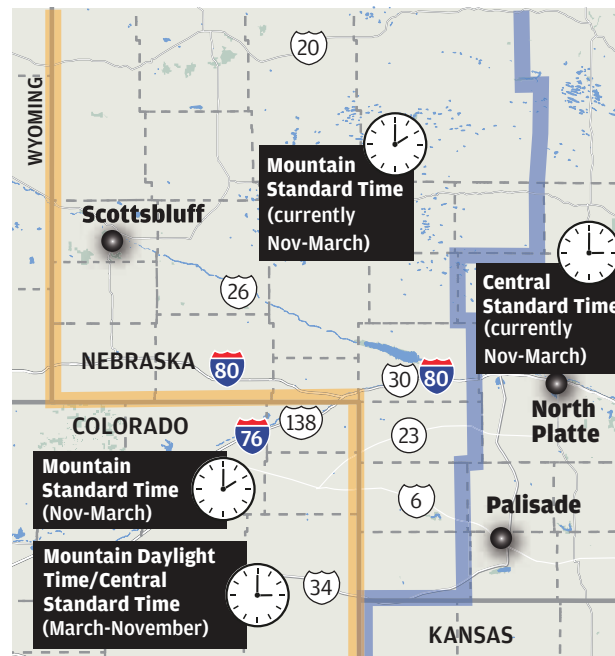 20
WYOMING
Mountain
Standard Time
(currently
Nov-March)
Scottsbluff
Central
Standard Time
(currently
Nov-March)
26
NEBRASKA
80
30
80
North
Platte
COLORADO
138
76
23
Mountain
Standard Time
(Nov-March)
6
Palisade
Mountain Daylight
Time/Central
Standard Time
(March-November)
34
KANSAS